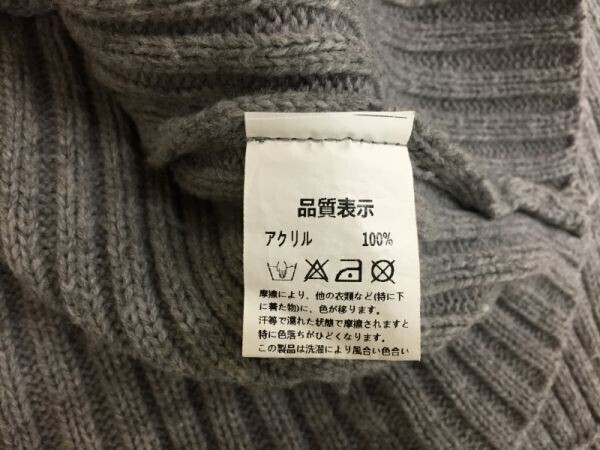 品質表示
アクリル 100%
摩擦により、他の衣類など(特に下
に着た物)に、色が移ります。
汗等で濡れた状態で摩擦されますと
特に色落ちがひどくなります。
この製品は洗濯により風合い色合い